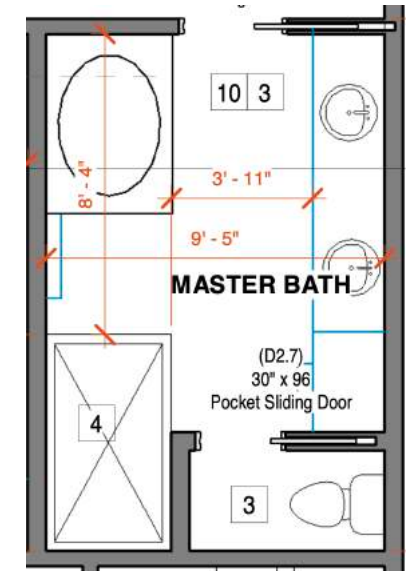 10 3
3' - 11"
8' - 4"
9' - 5"
MASTER BATH
(D2.7)
30" x 96
Pocket Sliding Door
4
3